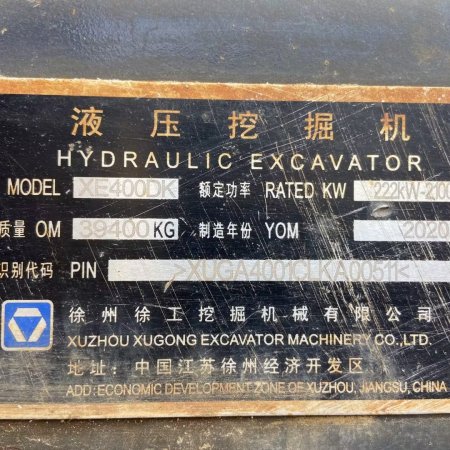 液压挖掘机
HYDRAULIC EXCAVATOR
MODEL XE400DK 额定功率 RATED KW 222kW-2100
质量 OM 39400KG 制造年份 YOM 2020
识别代码 PIN >XUGA4001CLKA00511<
徐州徐工挖掘机械有限公司
XUZHOU XUGONG EXCAVATOR MACHINERY CO.,LTD.
地址：中国江苏徐州经济开发区
ADD:ECONOMIC DEVELOPMENT ZONE OF XUZHOU, JIANGSU, CHINA